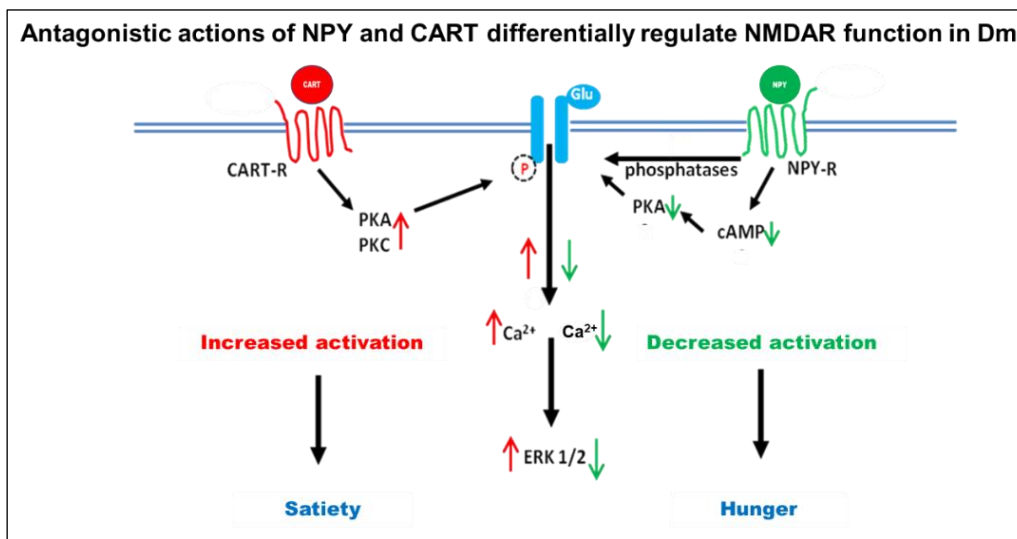 Antagonistic actions of NPY and CART differentially regulate NMDAR function in Dm
CART
Glu
NPY
CART-R
P
phosphatases
NPY-R
PKA
PKC
PKA
cAMP
Ca²⁺
Ca²⁺
Increased activation
Decreased activation
ERK 1/2
Satiety
Hunger